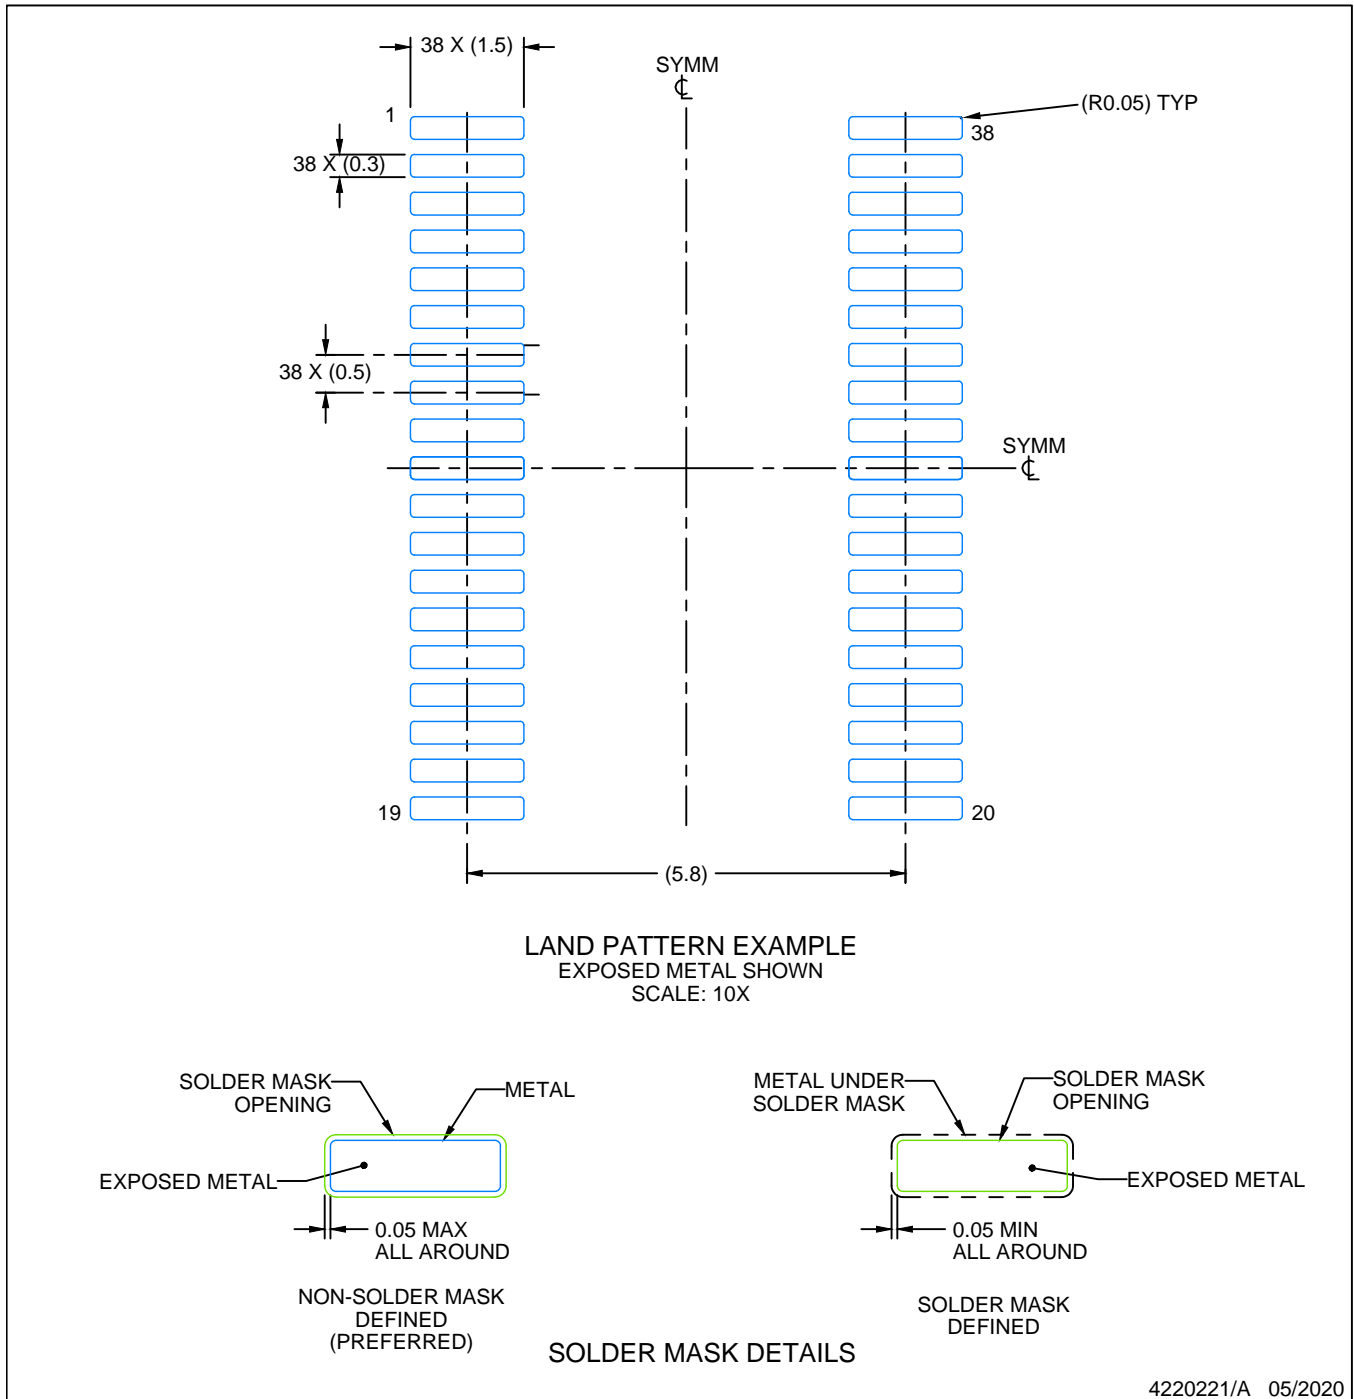 38 X (1.5)
SYMM
(R0.05) TYP
1
38
38 X (0.3)
38 X (0.5)
SYMM
19
20
(5.8)
LAND PATTERN EXAMPLE
EXPOSED METAL SHOWN
SCALE: 10X
SOLDER MASK
OPENING
METAL
EXPOSED METAL
0.05 MAX
ALL AROUND
NON-SOLDER MASK
DEFINED
(PREFERRED)
METAL UNDER
SOLDER MASK
SOLDER MASK
OPENING
EXPOSED METAL
0.05 MIN
ALL AROUND
SOLDER MASK
DEFINED
SOLDER MASK DETAILS
4220221/A 05/2020